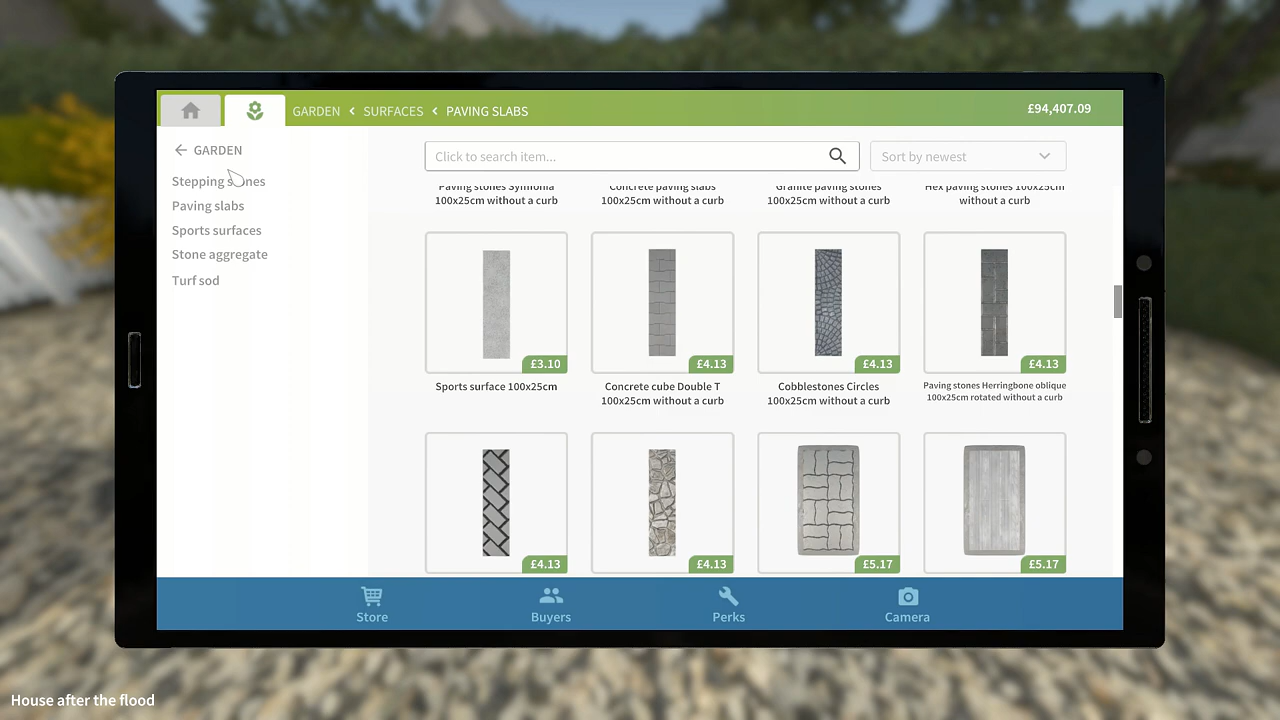 GARDEN < SURFACES < PAVING SLABS
£94,407.09
GARDEN
Stepping stones
Paving slabs
Sports surfaces
Stone aggregate
Turf sod
Click to search item...
Sort by newest
Paving stones Symfonia
100x25cm without a curb
Concrete paving slabs
100x25cm without a curb
Granite paving stones
100x25cm without a curb
Hex paving stones 100x25cm
without a curb
£3.10
Sports surface 100x25cm
£4.13
Concrete cube Double T
100x25cm without a curb
£4.13
Cobblestones Circles
100x25cm without a curb
£4.13
Paving stones Herringbone oblique
100x25cm rotated without a curb
£4.13
£4.13
£5.17
£5.17
Store
Buyers
Perks
Camera
House after the flood